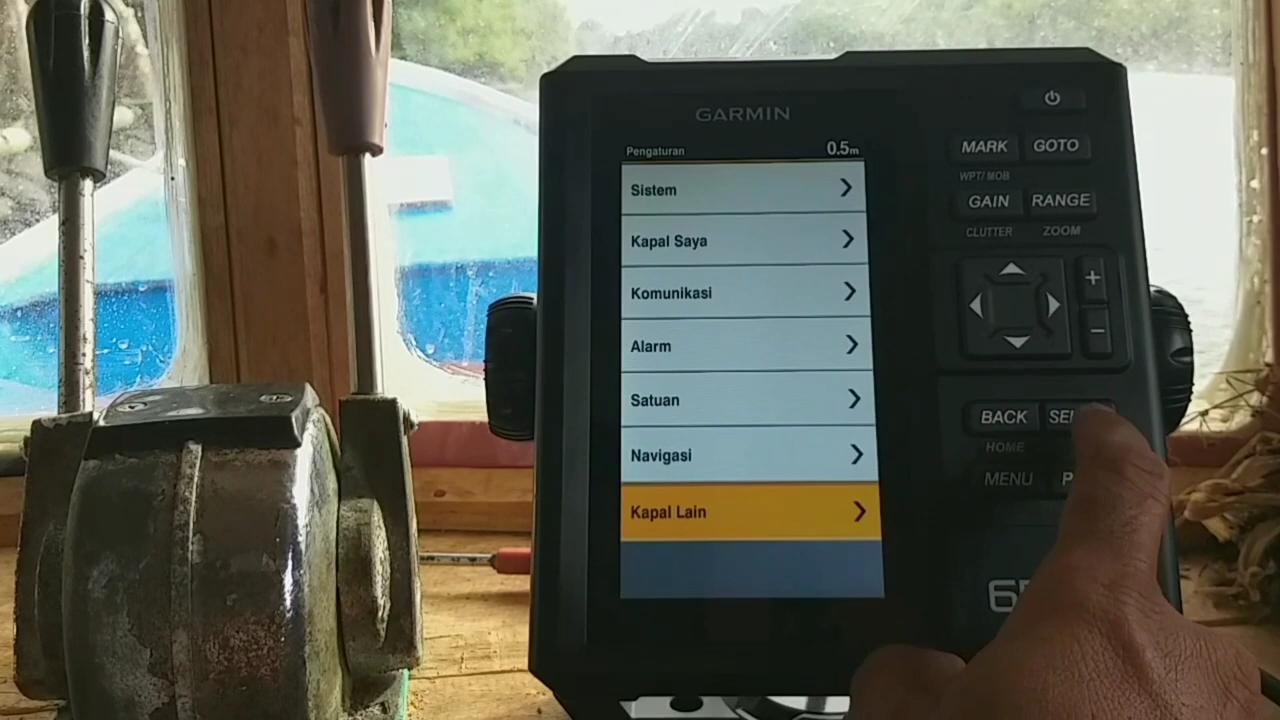 GARMIN
Pengaturan 0.5m
Sistem
Kapal Saya
Komunikasi
Alarm
Satuan
Navigasi
Kapal Lain
MARK GOTO
WPT/ MOB
GAIN RANGE
CLUTTER ZOOM
+
−
BACK
HOME
MENU